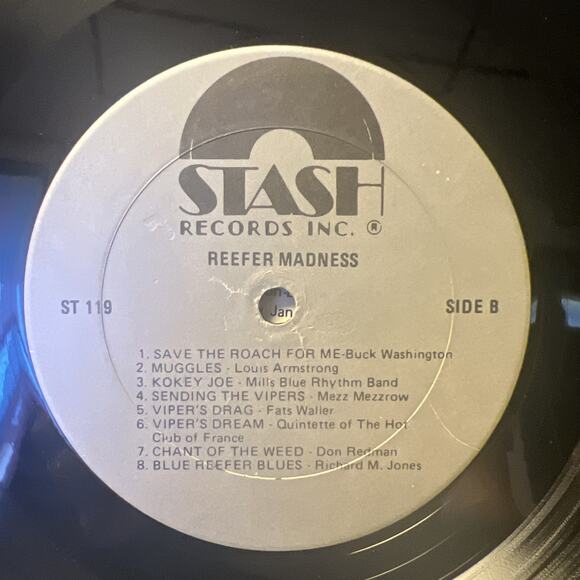 STASH
RECORDS INC. ®
REEFER MADNESS
ST 119
SIDE B
Jan
1. SAVE THE ROACH FOR ME-Buck Washington
2. MUGGLES - Louis Armstrong
3. KOKEY JOE - Mills Blue Rhythm Band
4. SENDING THE VIPERS - Mezz Mezzrow
5. VIPER'S DRAG - Fats Waller
6. VIPER'S DREAM - Quintette of The Hot
Club of France
7. CHANT OF THE WEED - Don Redman
8. BLUE REEFER BLUES - Richard M. Jones